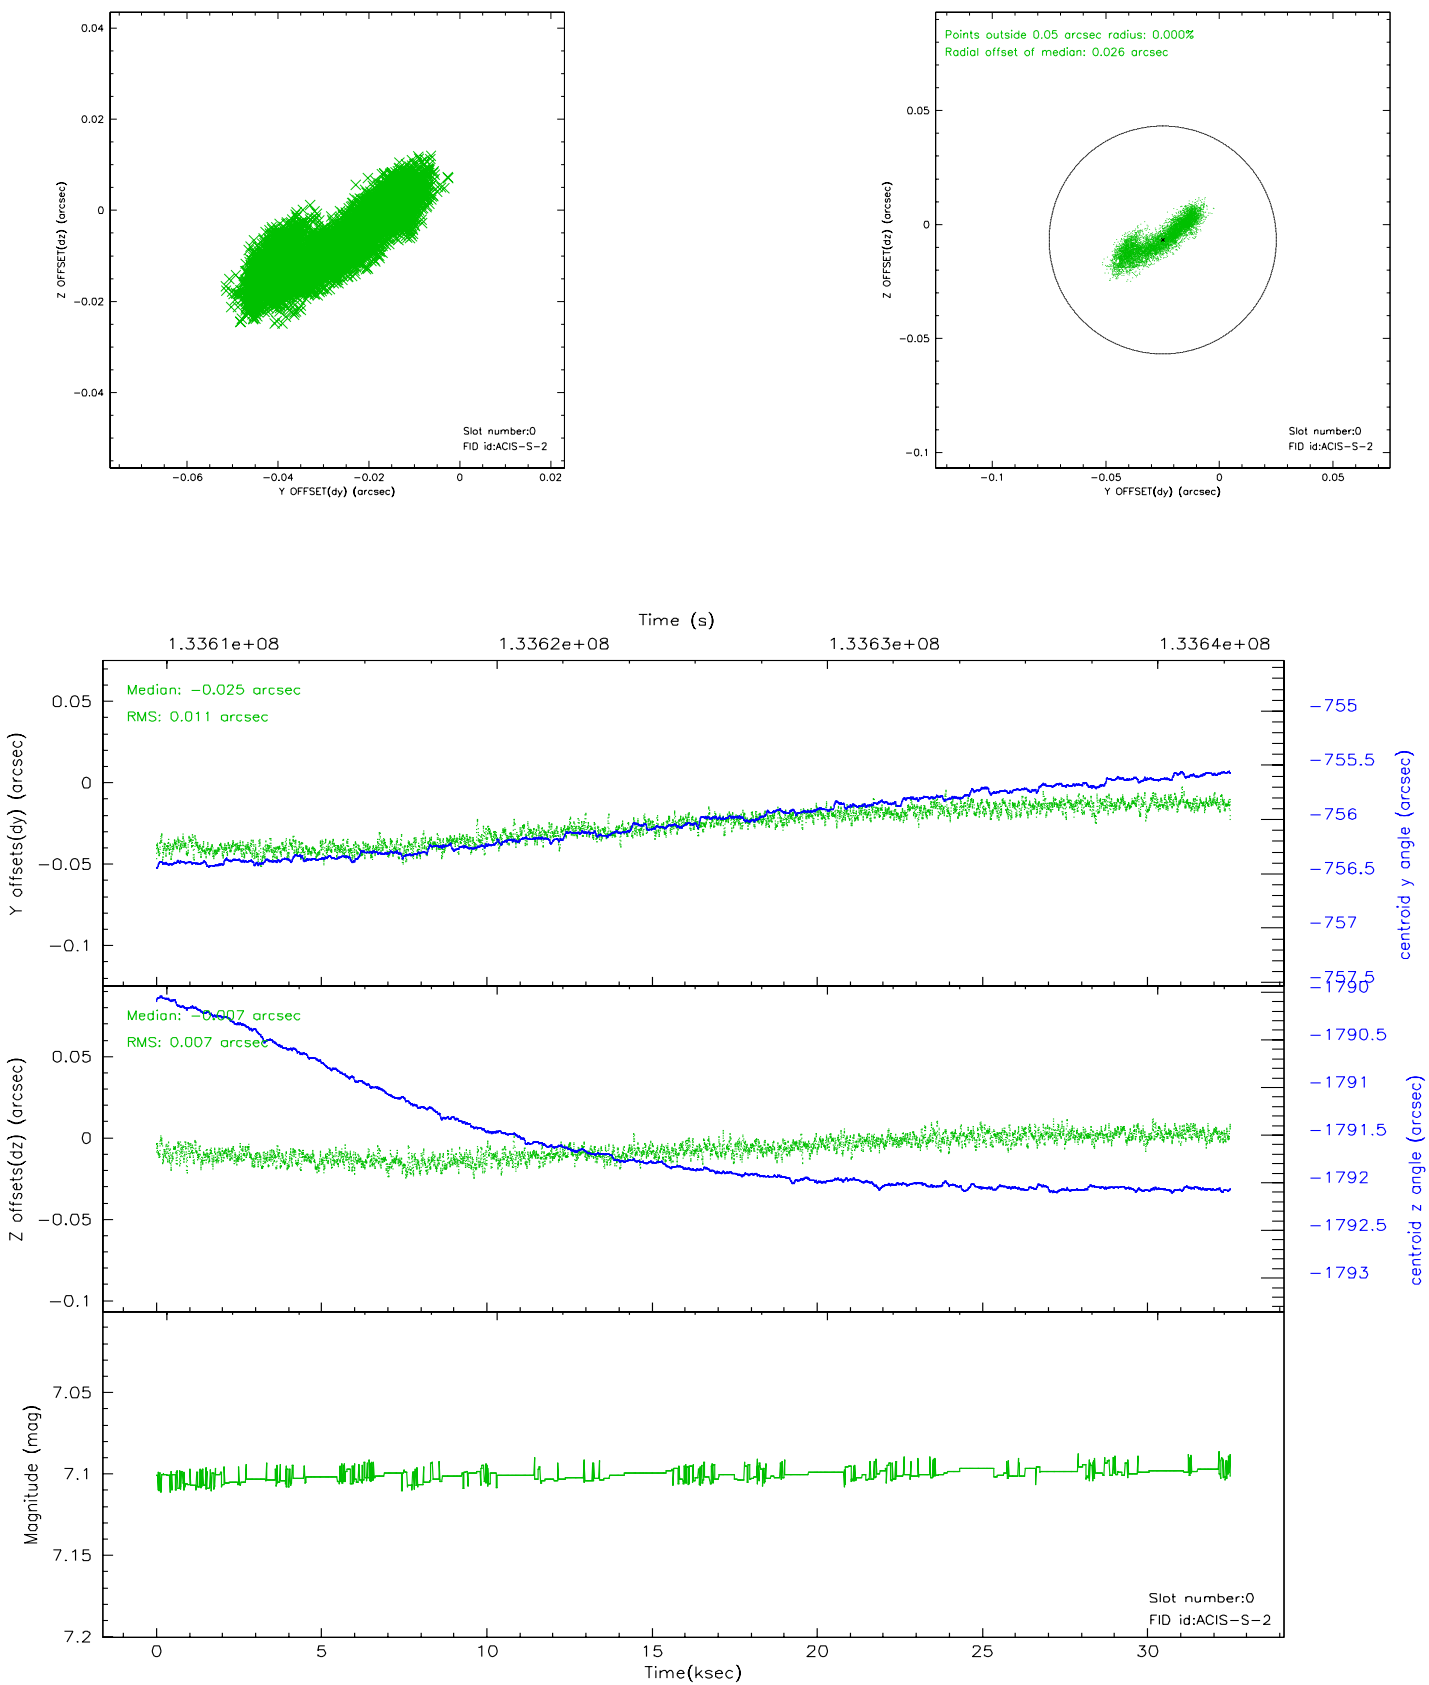 0.04
0.02
0
−0.02
−0.04
Z OFFSET(dz) (arcsec)
Slot number:0
FID id:ACIS−S−2
−0.06
−0.04
−0.02
0
0.02
Y OFFSET(dy) (arcsec)
Points outside 0.05 arcsec radius: 0.000%
Radial offset of median: 0.026 arcsec
0.05
0
−0.05
−0.1
Z OFFSET(dz) (arcsec)
Slot number:0
FID id:ACIS−S−2
−0.1
−0.05
0
0.05
Y OFFSET(dy) (arcsec)
Time (s)
1.3361e+08
1.3362e+08
1.3363e+08
1.3364e+08
Median: −0.025 arcsec
RMS: 0.011 arcsec
0.05
0
−0.05
−0.1
Y offsets(dy) (arcsec)
−755
−755.5
−756
−756.5
−757
−757.5
centroid y angle (arcsec)
Median: −0.007 arcsec
RMS: 0.007 arcsec
0.05
0
−0.05
−0.1
Z offsets(dz) (arcsec)
−1790
−1790.5
−1791
−1791.5
−1792
−1792.5
−1793
centroid z angle (arcsec)
7.05
7.1
7.15
7.2
Magnitude (mag)
Slot number:0
FID id:ACIS−S−2
0
5
10
15
20
25
30
Time(ksec)